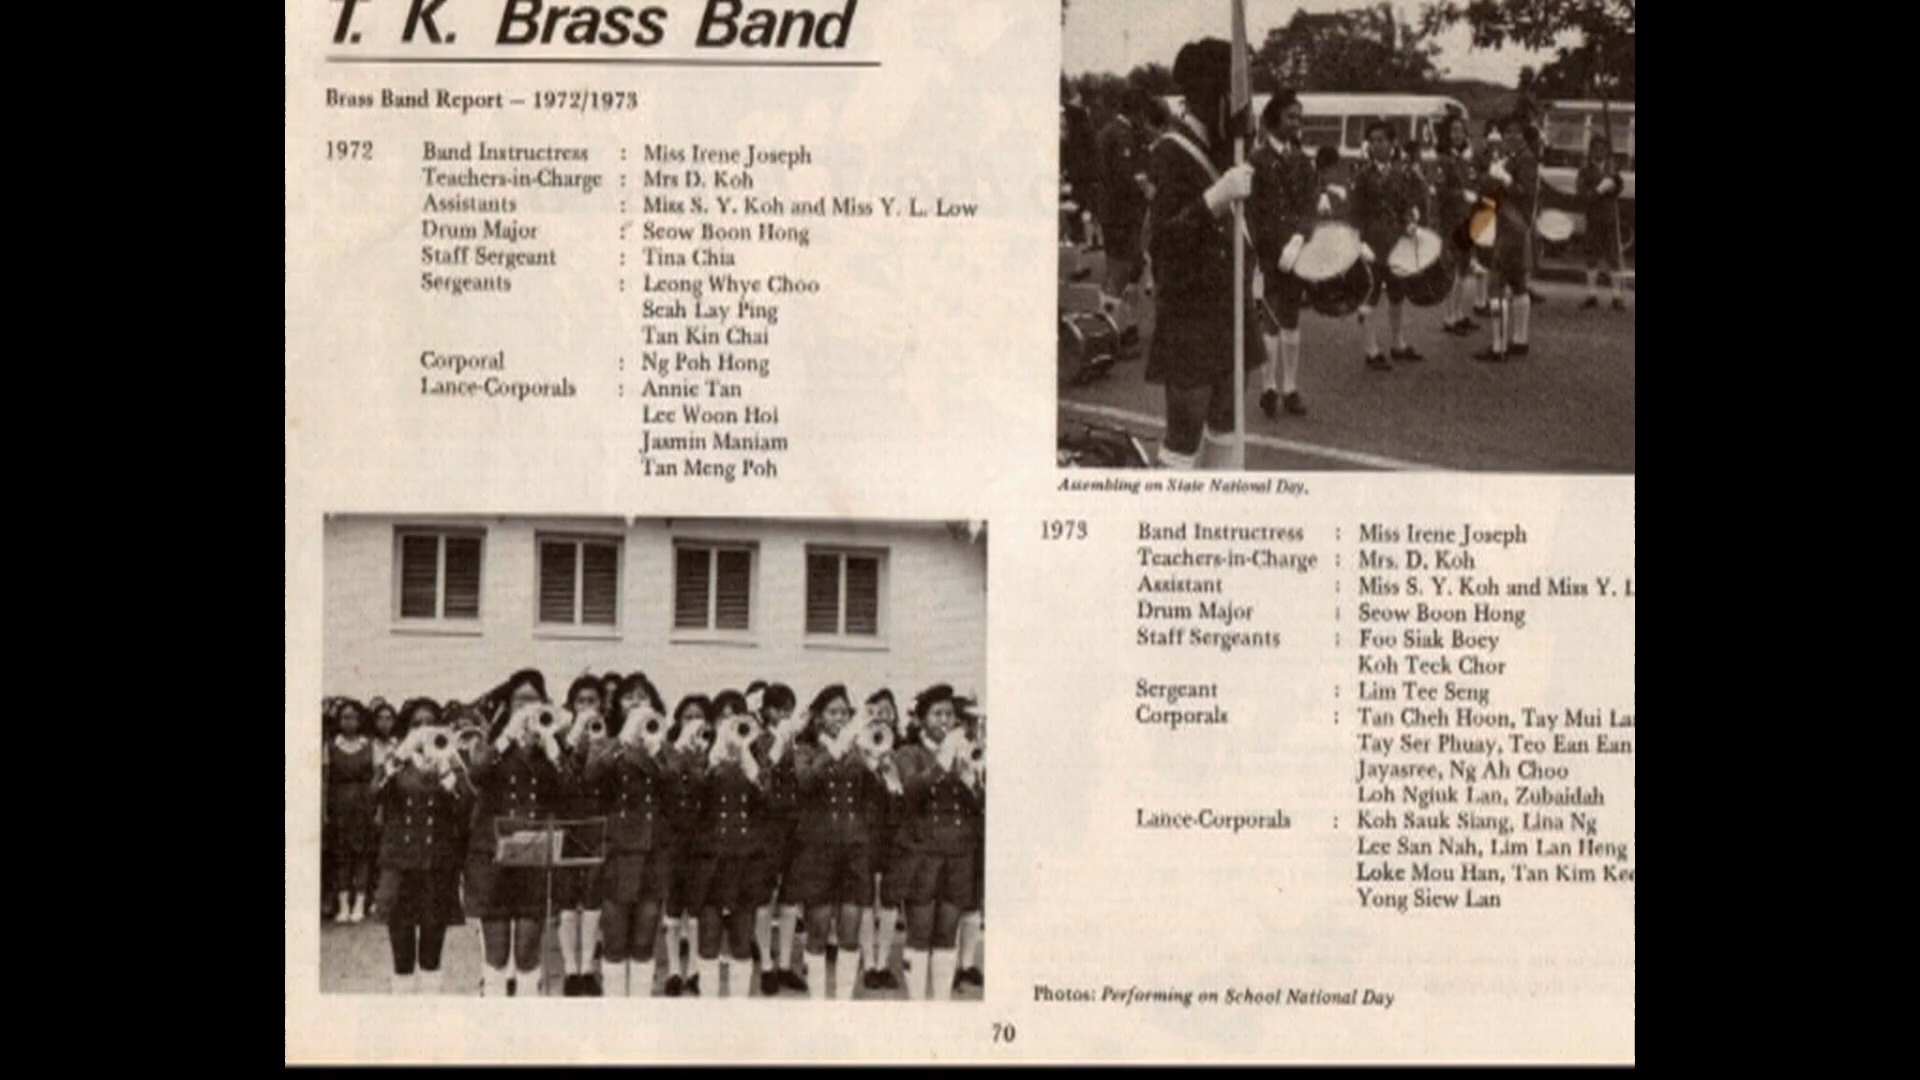 T. K. Brass Band
Brass Band Report – 1972/1973
1972 Band Instructress : Miss Irene Joseph
Teachers-in-Charge : Mrs D. Koh
Assistants : Miss S. Y. Koh and Miss Y. L. Low
Drum Major : Seow Boon Hong
Staff Sergeant : Tina Chia
Sergeants : Leong Whye Choo
Seah Lay Ping
Tan Kin Chai
Corporal : Ng Poh Hong
Lance-Corporals : Annie Tan
Lee Woon Hoi
Jasmin Maniam
Tan Meng Poh
Assembling on State National Day.
1973 Band Instructress : Miss Irene Joseph
Teachers-in-Charge : Mrs. D. Koh
Assistant : Miss S. Y. Koh and Miss Y.
Drum Major : Seow Boon Hong
Staff Sergeants : Foo Siak Boey
Koh Teck Chor
Sergeant : Lim Tee Seng
Corporals : Tan Cheh Hoon, Tay Mui
Tay Ser Phuay, Teo Ean Ean
Jayasree, Ng Ah Choo
Loh Ngiuk Lan, Zubaidah
Lance-Corporals : Koh Sauk Siang, Lina Ng
Lee San Nah, Lim Lan Heng
Loke Mou Han, Tan Kim
Yong Siew Lan
Photos: Performing on School National Day
70